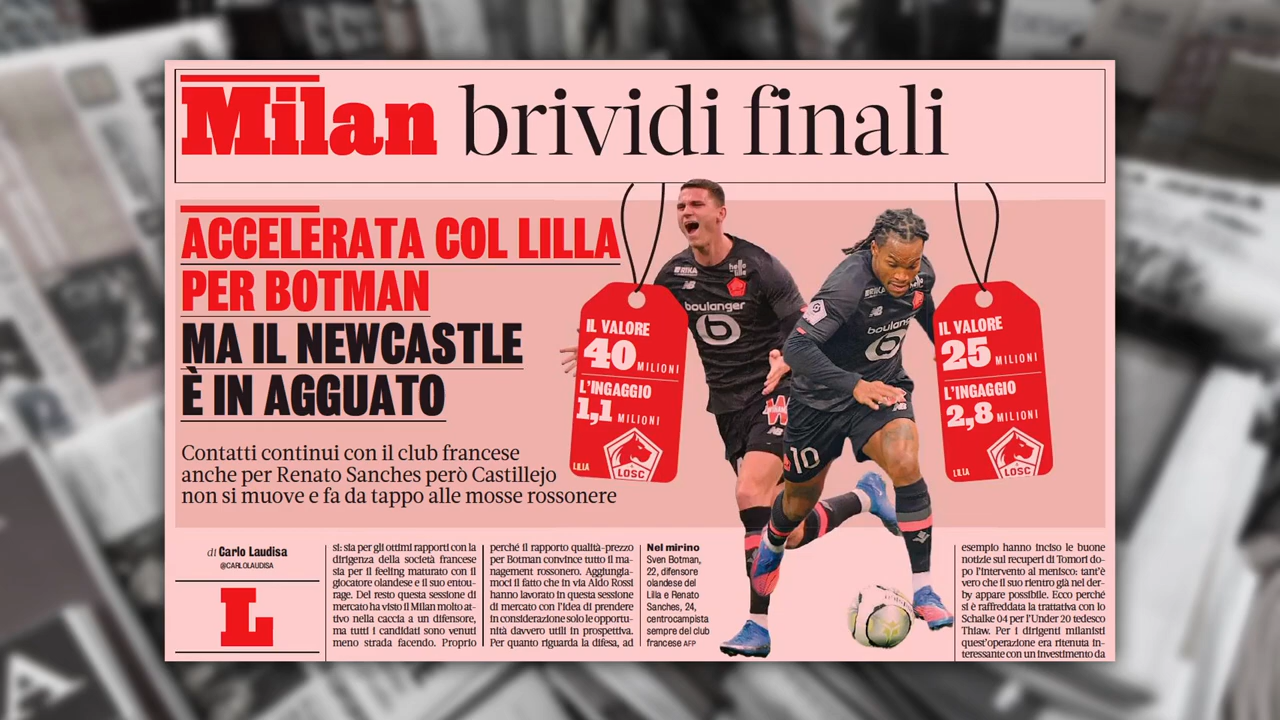 Milan brividi finali
ACCELERATA COL LILLA
PER BOTMAN
MA IL NEWCASTLE
È IN AGGUATO
Contatti continui con il club francese
anche per Renato Sanches però Castillejo
non si muove e fa da tappo alle mosse rossonere
IL VALORE
40 MILIONI
L'INGAGGIO
1,1 MILIONI
LILLA
LOSC
boulanger
NB
boulanger
10
IL VALORE
25 MILIONI
L'INGAGGIO
2,8 MILIONI
LILLA
LOSC
di Carlo Laudisa
@CARLOLAUDISA
L
si: sia per gli ottimi rapporti con la
dirigenza della società francese
sia per il feeling maturato con il
giocatore olandese e il suo entou-
rage. Del resto questa sessione di
mercato ha visto il Milan molto at-
tivo nella caccia a un difensore,
ma tutti i candidati sono venuti
meno strada facendo. Proprio
perché il rapporto qualità-prezzo
per Botman convince tutto il ma-
nagement rossonero. Aggiungia-
moci il fatto che in via Aldo Rossi
hanno lavorato in questa sessione
di mercato con l'idea di prendere
in considerazione solo le opportu-
nità davvero utili in prospettiva.
Per quanto riguarda la difesa, ad
Nel mirino
Sven Botman,
22, difensore
olandese del
Lilla e Renato
Sanches, 24,
centrocampista
sempre del club
francese AFP
esempio hanno inciso le buone
notizie sul recuperi di Tomori do-
po l'intervento al menisco: tant'è
vero che il suo rientro già nel der-
by appare possibile. Ecco perché
si è raffreddata la trattativa con lo
Schalke 04 per l'Under 20 tedesco
Thiaw. Per i dirigenti milanisti
quest'operazione era ritenuta in-
teressante con un investimento da